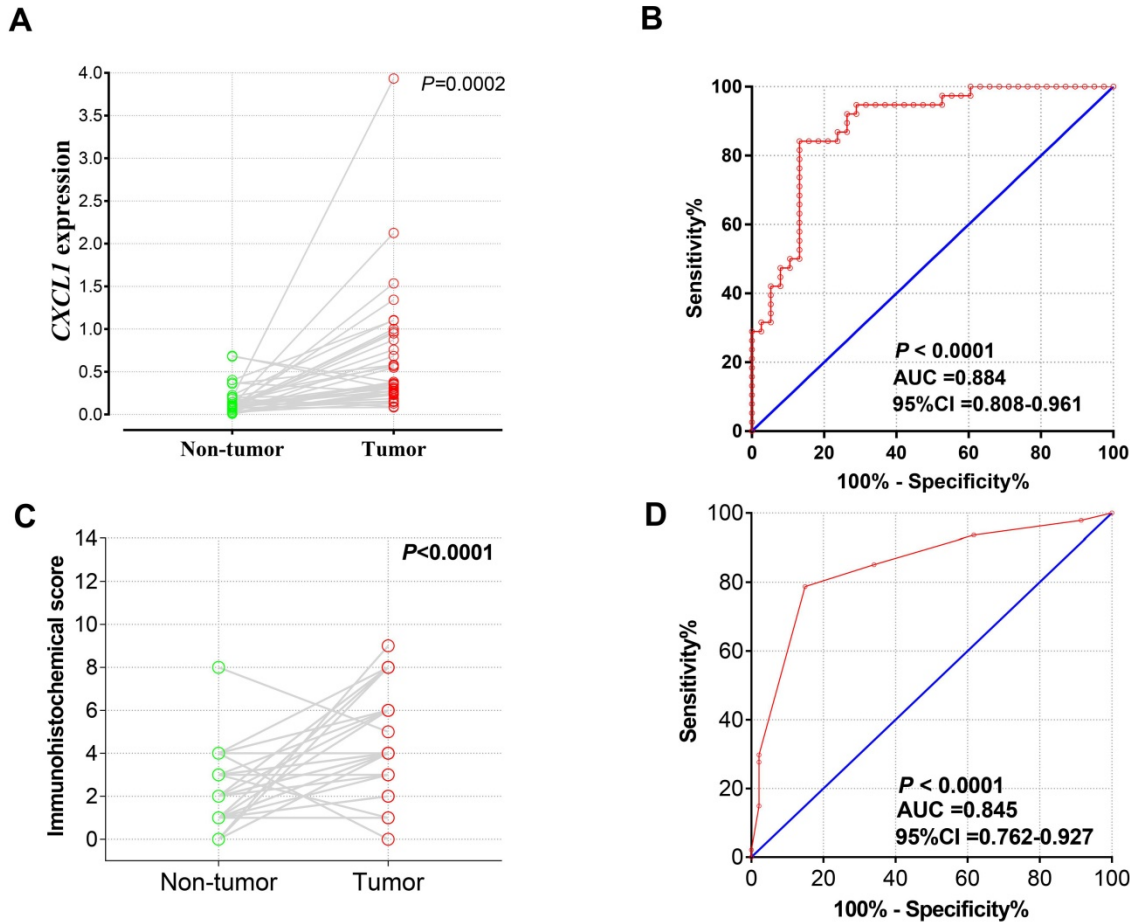 A
CXCL1 expression
4.0
3.5
3.0
2.5
2.0
1.5
1.0
0.5
0.0
P=0.0002
Non-tumor
Tumor
B
Sensitivity%
100
80
60
40
20
0
P < 0.0001
AUC =0.884
95%CI =0.808-0.961
0 20 40 60 80 100
100% - Specificity%
C
Immunohistochemical score
14
12
10
8
6
4
2
0
P<0.0001
Non-tumor
Tumor
D
Sensitivity%
100
80
60
40
20
0
P < 0.0001
AUC =0.845
95%CI =0.762-0.927
20 40 60 80 100
100% - Specificity%